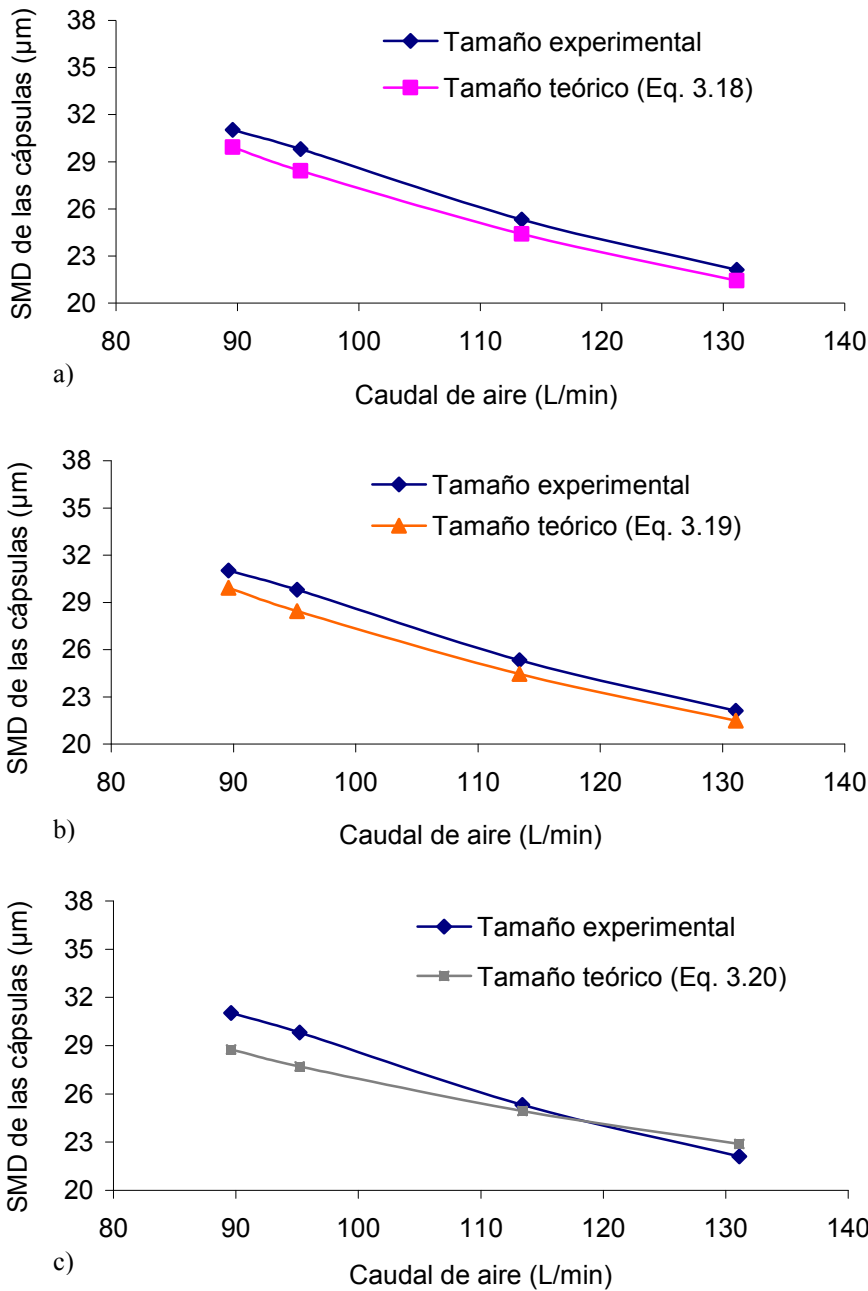 38
35
32
29
26
23
20
SMD de las cápsulas (µm)
Tamaño experimental
Tamaño teórico (Eq. 3.18)
80 90 100 110 120 130 140
a)
Caudal de aire (L/min)
38
35
32
29
26
23
20
SMD de las cápsulas (µm)
Tamaño experimental
Tamaño teórico (Eq. 3.19)
80 90 100 110 120 130 140
b)
Caudal de aire (L/min)
38
35
32
29
26
23
20
SMD de las cápsulas (µm)
Tamaño experimental
Tamaño teórico (Eq. 3.20)
80 90 100 110 120 130 140
c)
Caudal de aire (L/min)